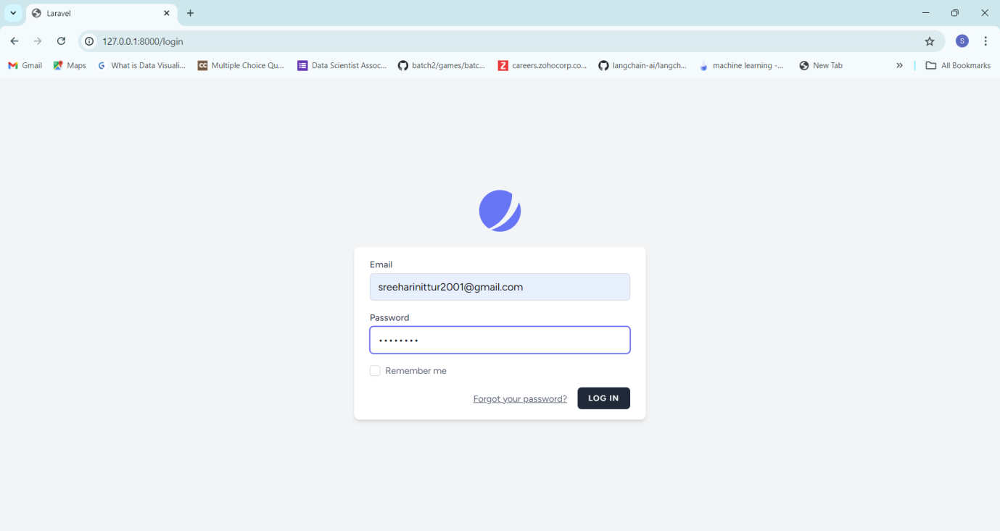 Laravel
127.0.0.1:8000/login
S
Gmail Maps What is Data Visuali... CC Multiple Choice Qu... Data Scientist Assoc... batch2/games/batc... Z careers.zohocorp.co... langchain-ai/langch... machine learning -... New Tab » All Bookmarks
Email
sreeharinittur2001@gmail.com
Password
••••••••
Remember me
Forgot your password? LOG IN